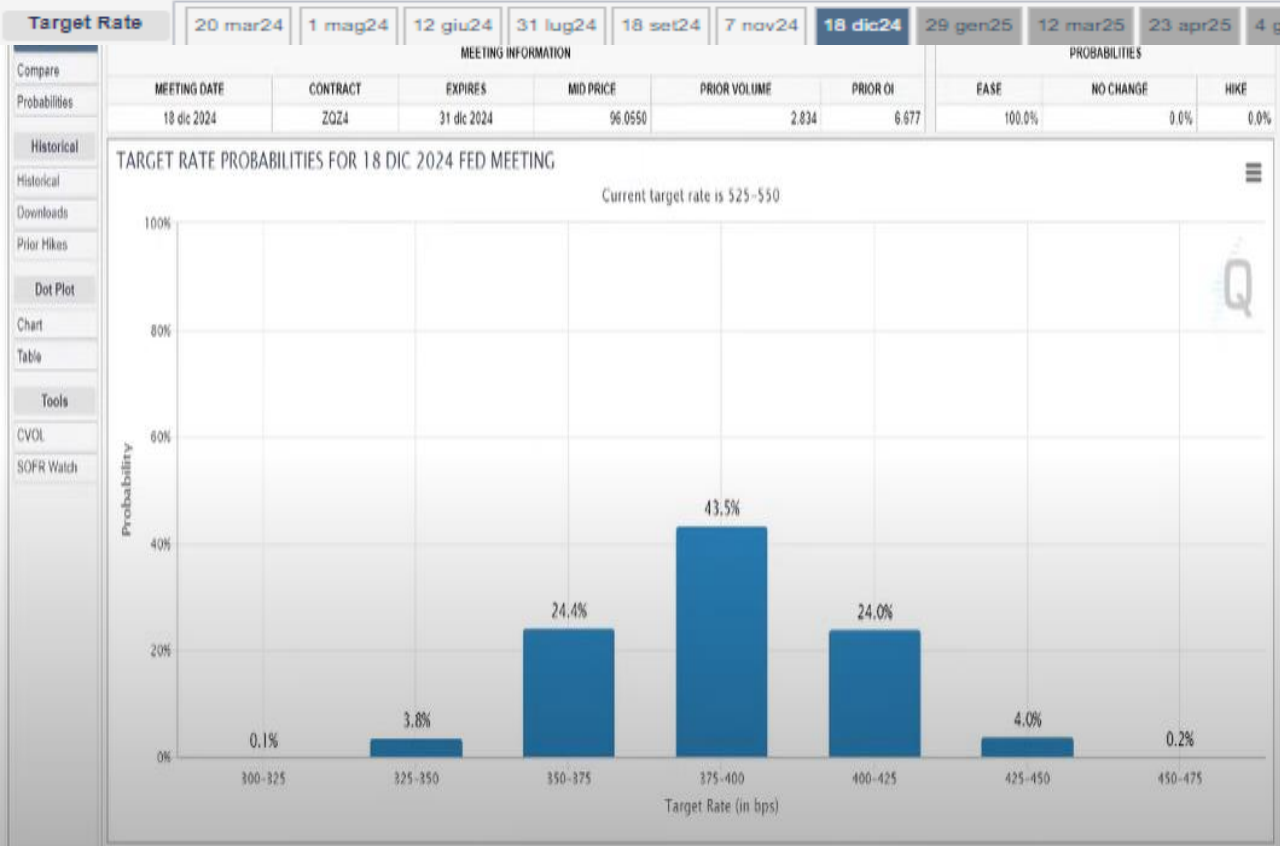 Target Rate
20 mar24 1 mag24 12 giu24 31 lug24 18 set24 7 nov24 18 dic24 29 gen25 12 mar25 23 apr25 4
MEETING INFORMATION PROBABILITIES
MEETING DATE CONTRACT EXPIRES MID PRICE PRIOR VOLUME PRIOR OI EASE NO CHANGE HIKE
18 dic 2024 ZQZ4 31 dic 2024 96.0550 2.834 6.677 100.0% 0.0% 0.0%
Compare
Probabilities
Historical
Historical
Downloads
Prior Hikes
Dot Plot
Chart
Table
Tools
CVOL
SOFR Watch
TARGET RATE PROBABILITIES FOR 18 DIC 2024 FED MEETING
Current target rate is 525-550
Q
Probability
100%
80%
60%
40%
20%
0%
0.1%
3.8%
24.4%
43.5%
24.0%
4.0%
0.2%
300-325 325-350 350-375 375-400 400-425 425-450 450-475
Target Rate (in bps)